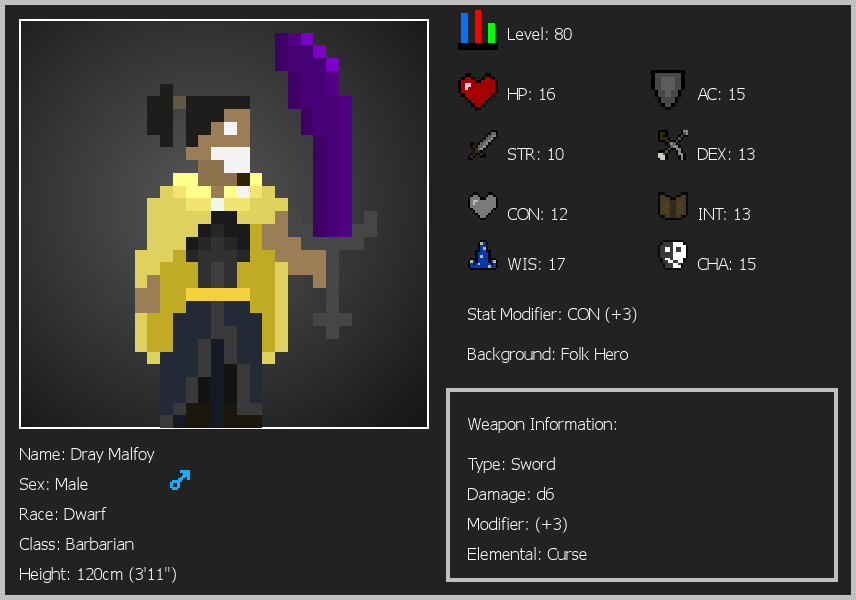 Level: 80
HP: 16
AC: 15
STR: 10
DEX: 13
CON: 12
INT: 13
WIS: 17
CHA: 15
Stat Modifier: CON (+3)
Background: Folk Hero
Weapon Information:
Type: Sword
Damage: d6
Modifier: (+3)
Elemental: Curse
Name: Dray Malfoy
Sex: Male
Race: Dwarf
Class: Barbarian
Height: 120cm (3'11")